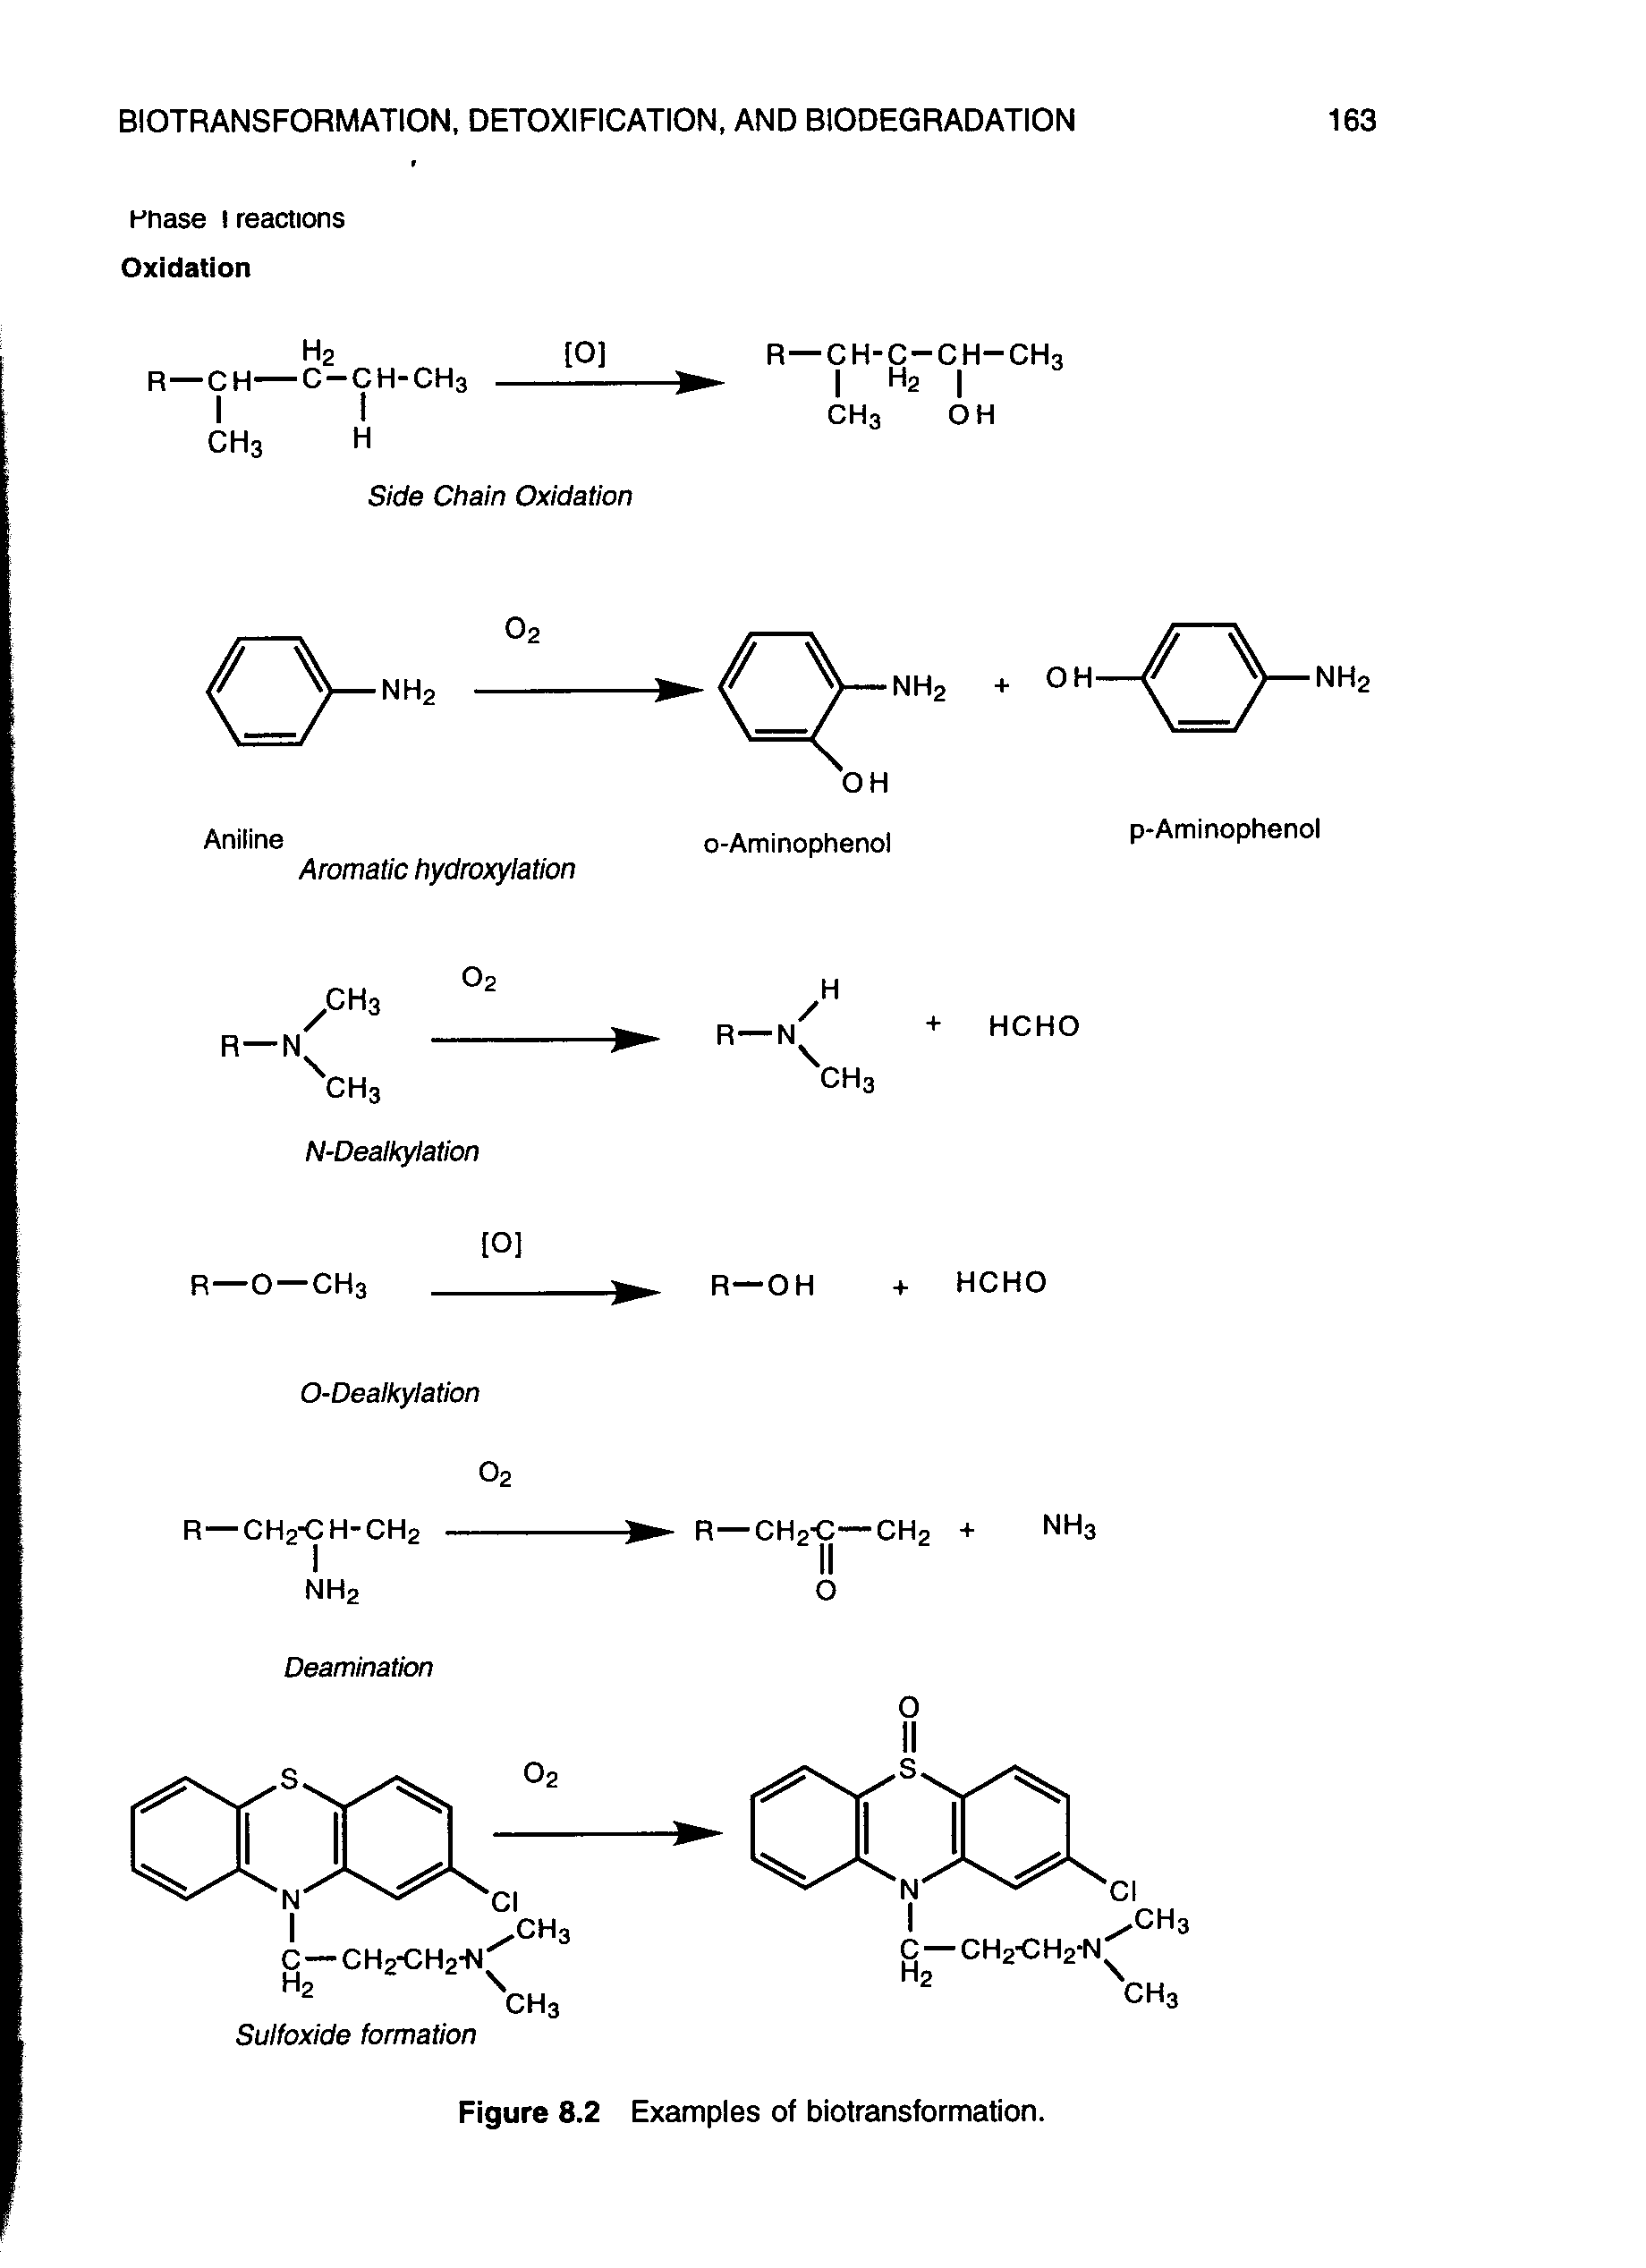 BIOTRANSFORMATION, DETOXIFICATION, AND BIODEGRADATION 163
Phase I reactions
Oxidation
H2
R—CH—C—CH-CH3
CH3 H
[O]
R—CH-C—CH—CH3
H2
CH3 OH
Side Chain Oxidation
O2
NH2
NH2 + OH NH2
OH
Aniline o-Aminophenol p-Aminophenol
Aromatic hydroxylation
O2
CH3
R—N
CH3
H
R—N + HCHO
CH3
N-Dealkylation
[O]
R—O—CH3 R—OH + HCHO
O-Dealkylation
O2
R—CH2-CH-CH2 R—CH2-C—CH2 + NH3
NH2 O
Deamination
O
S O2 S
N Cl N Cl
CH3 CH3
C—CH2-CH2-N C—CH2-CH2-N
H2 H2
CH3 CH3
Sulfoxide formation
Figure 8.2 Examples of biotransformation.